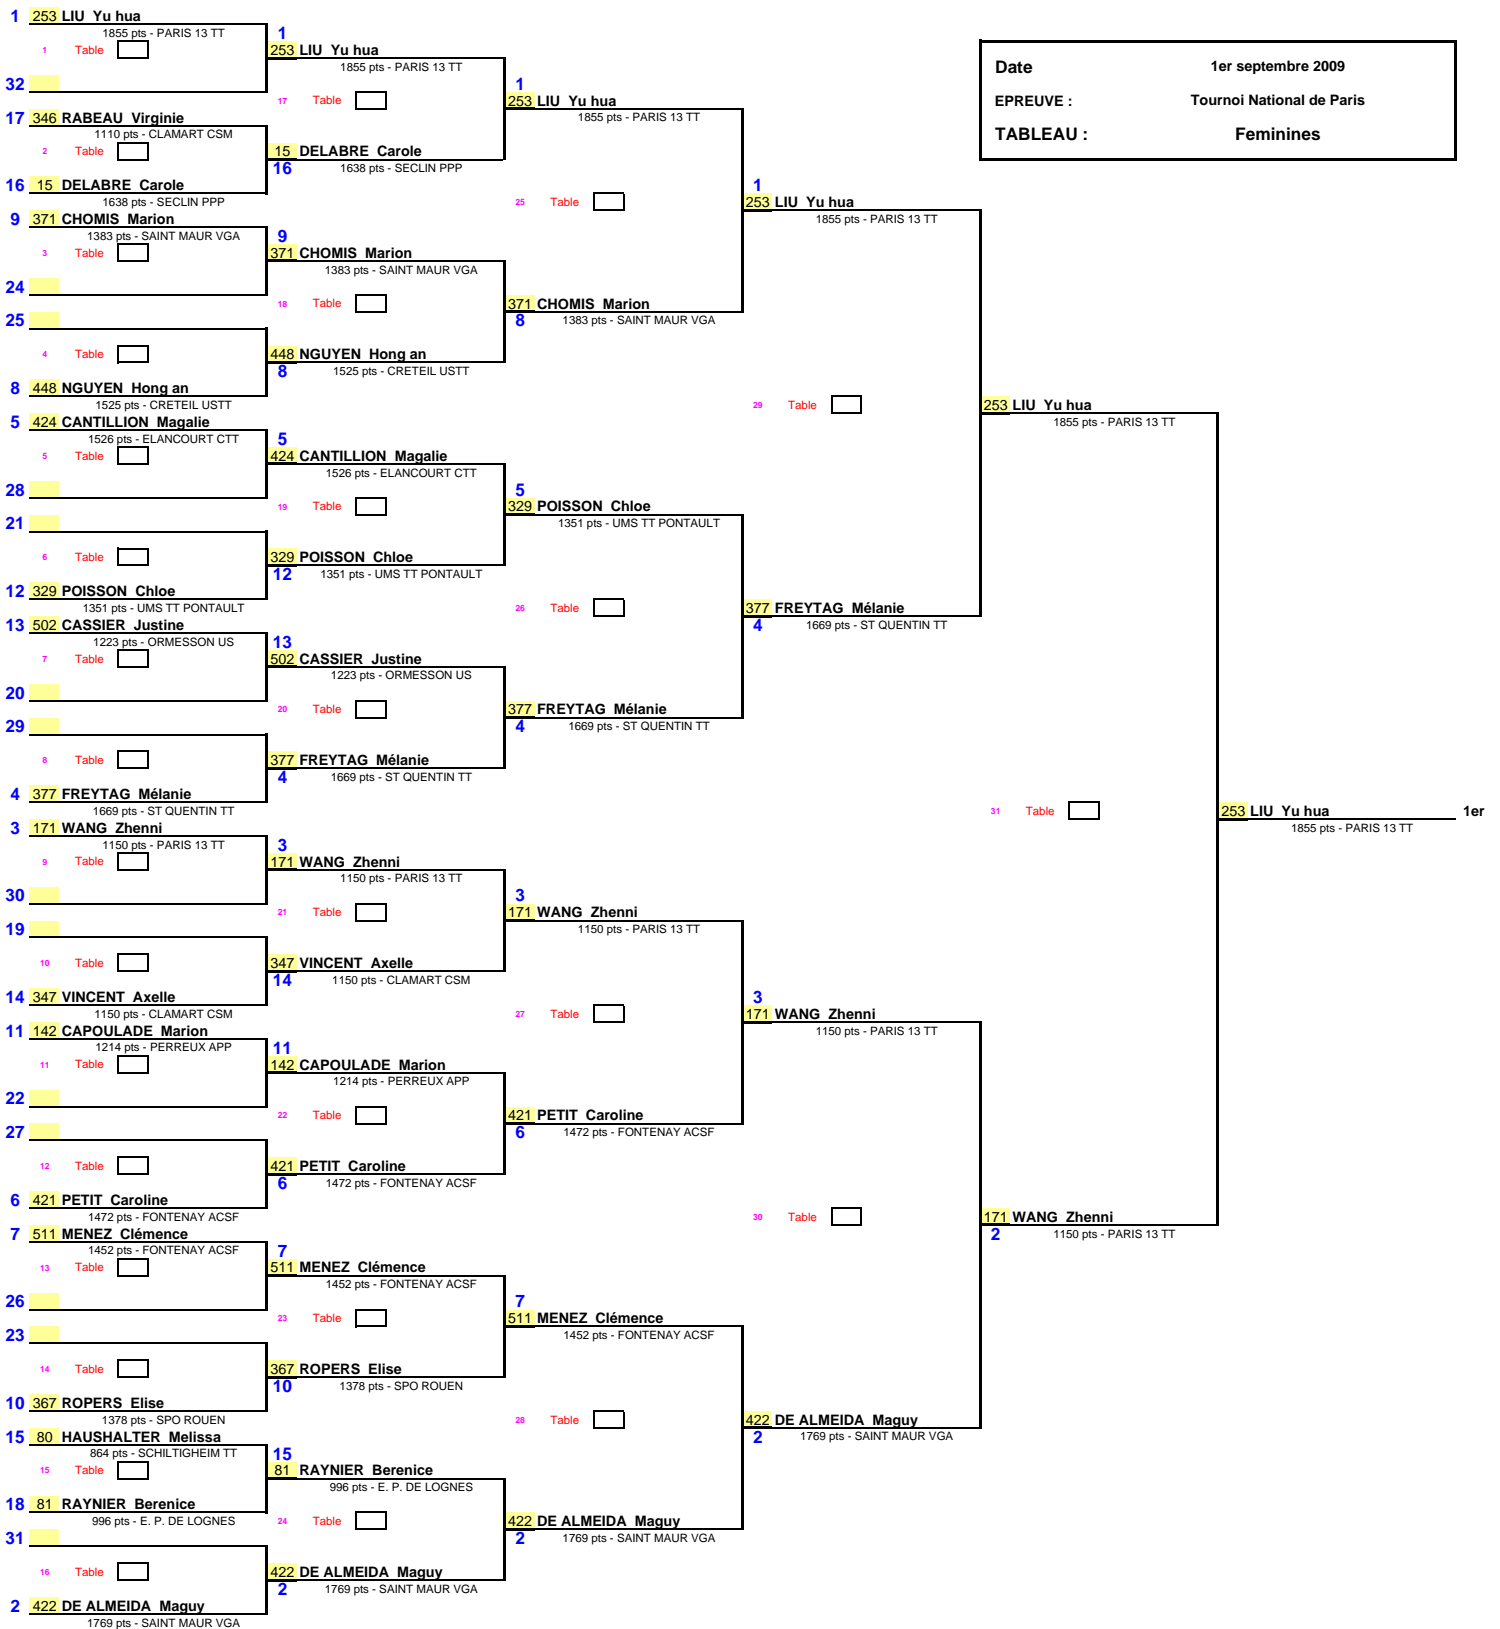 Date 1er septembre 2009
EPREUVE : Tournoi National de Paris
TABLEAU : Feminines
1 253 LIU Yu hua
1855 pts - PARIS 13 TT
1 Table
32
17 346 RABEAU Virginie
1110 pts - CLAMART CSM
2 Table
16 15 DELABRE Carole
1638 pts - SECLIN PPP
9 371 CHOMIS Marion
1383 pts - SAINT MAUR VGA
3 Table
24
25
4 Table
8 448 NGUYEN Hong an
1525 pts - CRETEIL USTT
5 424 CANTILLION Magalie
1526 pts - ELANCOURT CTT
5 Table
28
21
6 Table
12 329 POISSON Chloe
1351 pts - UMS TT PONTAULT
13 502 CASSIER Justine
1223 pts - ORMESSON US
7 Table
20
29
8 Table
4 377 FREYTAG Mélanie
1669 pts - ST QUENTIN TT
3 171 WANG Zhenni
1150 pts - PARIS 13 TT
9 Table
30
19
10 Table
14 347 VINCENT Axelle
1150 pts - CLAMART CSM
11 142 CAPOULADE Marion
1214 pts - PERREUX APP
11 Table
22
27
12 Table
6 421 PETIT Caroline
1472 pts - FONTENAY ACSF
7 511 MENEZ Clémence
1452 pts - FONTENAY ACSF
13 Table
26
23
14 Table
10 367 ROPERS Elise
1378 pts - SPO ROUEN
15 80 HAUSHALTER Melissa
864 pts - SCHILTIGHEIM TT
15 Table
18 81 RAYNIER Berenice
996 pts - E. P. DE LOGNES
31
16 Table
2 422 DE ALMEIDA Maguy
1769 pts - SAINT MAUR VGA
1
253 LIU Yu hua
1855 pts - PARIS 13 TT
17 Table
15 DELABRE Carole
16 1638 pts - SECLIN PPP
9
371 CHOMIS Marion
1383 pts - SAINT MAUR VGA
18 Table
448 NGUYEN Hong an
8 1525 pts - CRETEIL USTT
5
424 CANTILLION Magalie
1526 pts - ELANCOURT CTT
19 Table
329 POISSON Chloe
12 1351 pts - UMS TT PONTAULT
13
502 CASSIER Justine
1223 pts - ORMESSON US
20 Table
377 FREYTAG Mélanie
4 1669 pts - ST QUENTIN TT
3
171 WANG Zhenni
1150 pts - PARIS 13 TT
21 Table
347 VINCENT Axelle
14 1150 pts - CLAMART CSM
11
142 CAPOULADE Marion
1214 pts - PERREUX APP
22 Table
421 PETIT Caroline
6 1472 pts - FONTENAY ACSF
7
511 MENEZ Clémence
1452 pts - FONTENAY ACSF
23 Table
367 ROPERS Elise
10 1378 pts - SPO ROUEN
15
81 RAYNIER Berenice
996 pts - E. P. DE LOGNES
24 Table
422 DE ALMEIDA Maguy
2 1769 pts - SAINT MAUR VGA
1
253 LIU Yu hua
1855 pts - PARIS 13 TT
25 Table
371 CHOMIS Marion
8 1383 pts - SAINT MAUR VGA
5
329 POISSON Chloe
1351 pts - UMS TT PONTAULT
26 Table
377 FREYTAG Mélanie
4 1669 pts - ST QUENTIN TT
3
171 WANG Zhenni
1150 pts - PARIS 13 TT
27 Table
421 PETIT Caroline
6 1472 pts - FONTENAY ACSF
7
511 MENEZ Clémence
1452 pts - FONTENAY ACSF
28 Table
422 DE ALMEIDA Maguy
2 1769 pts - SAINT MAUR VGA
1
253 LIU Yu hua
1855 pts - PARIS 13 TT
29 Table
377 FREYTAG Mélanie
4 1669 pts - ST QUENTIN TT
3
171 WANG Zhenni
1150 pts - PARIS 13 TT
30 Table
422 DE ALMEIDA Maguy
2 1769 pts - SAINT MAUR VGA
253 LIU Yu hua
1855 pts - PARIS 13 TT
31 Table
171 WANG Zhenni
2 1150 pts - PARIS 13 TT
253 LIU Yu hua 1er
1855 pts - PARIS 13 TT